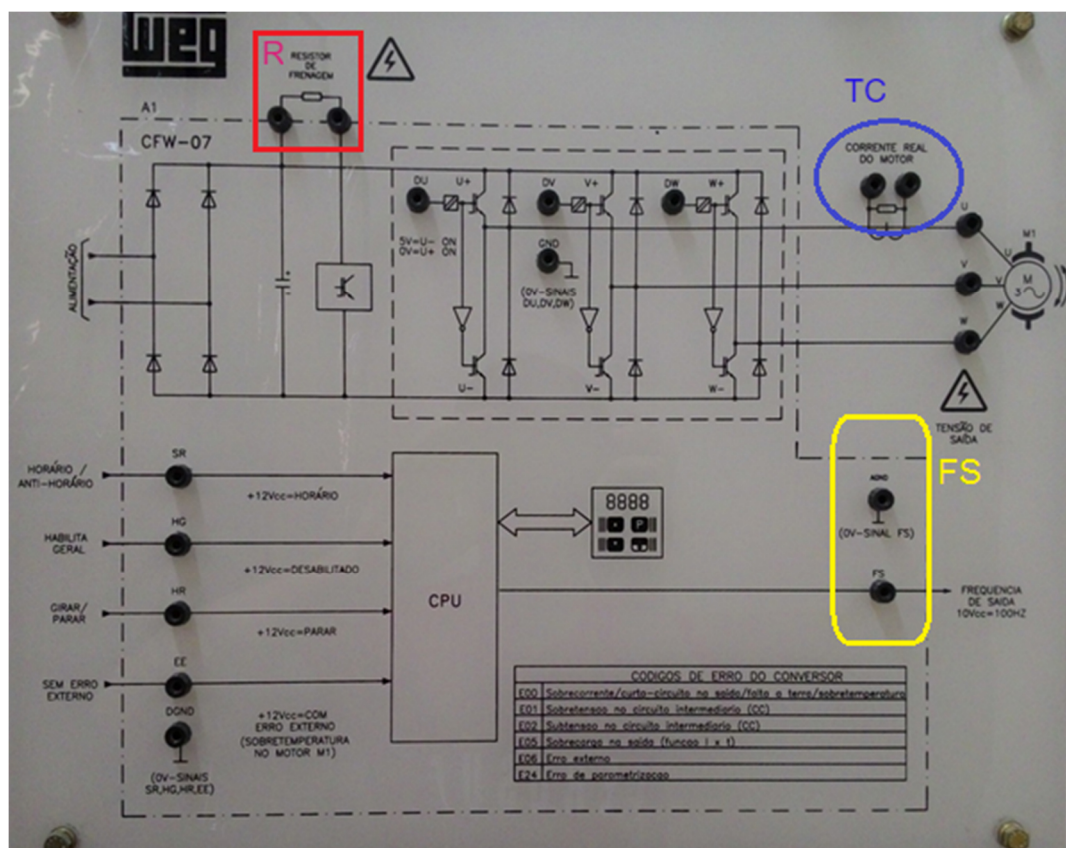 weg
R
RESISTOR
DE
FRENAGEM
TC
CORRENTE REAL
DO MOTOR
A1
CFW-07
DU
U+
DV
V+
DW
W+
5V=U- ON
0V=U+ ON
GND
(0V-SINAIS
DU,DV,DW)
U-
V-
W-
ALIMENTAÇÃO
U
V
W
M1
U
V
W
M
3
TENSÃO DE
SAÍDA
FS
AGND
(0V-SINAL FS)
FS
FREQUENCIA
DE SAIDA
10Vcc=100HZ
HORÁRIO /
ANTI-HORÁRIO
SR
+12Vcc=HORÁRIO
HABILITA
GERAL
HG
+12Vcc=DESABILITADO
GIRAR/
PARAR
HR
+12Vcc=PARAR
SEM ERRO
EXTERNO
EE
+12Vcc=COM
ERRO EXTERNO
(SOBRETEMPERATURA
NO MOTOR M1)
DGND
(0V-SINAIS
SR,HG,HR,EE)
CPU
8888
P
CODIGOS DE ERRO DO CONVERSOR
E00 Sobrecorrente/curto-circuito na saída/falta a terra/sobretemperatura
E01 Sobretensao no circuito intermediario (CC)
E02 Subtensao no circuito intermediario (CC)
E05 Sobrecarga na saída (funcao I x t)
E06 Erro externo
E24 Erro de parametrizacao